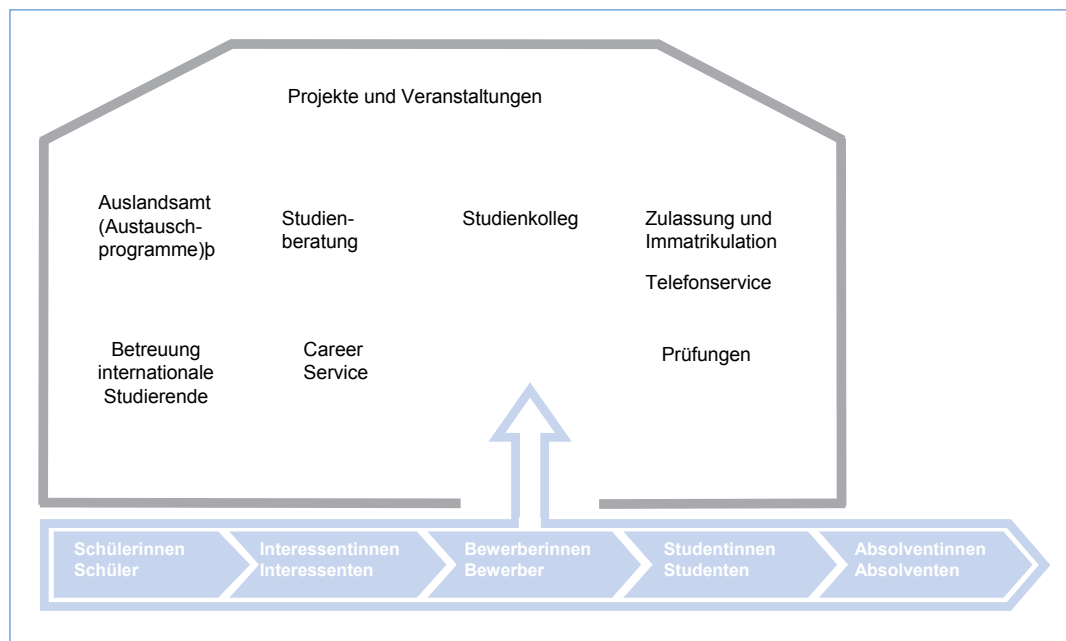 Projekte und Veranstaltungen
Auslandsamt
(Austausch-
programme)þ
Studien-
beratung
Studienkolleg
Zulassung und
Immatrikulation
Telefonservice
Betreuung
internationale
Studierende
Career
Service
Prüfungen
Schülerinnen
Schüler
Interessentinnen
Interessenten
Bewerberinnen
Bewerber
Studentinnen
Studenten
Absolventinnen
Absolventen